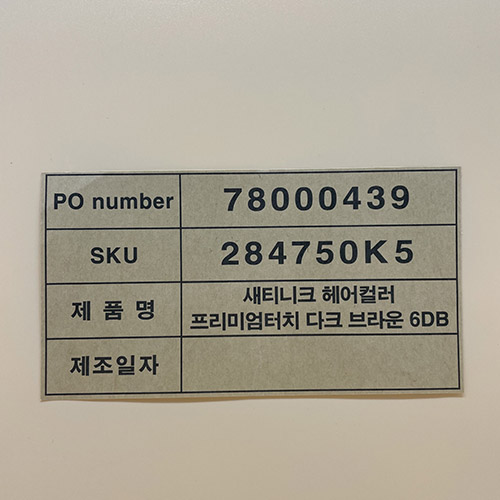 PO number 78000439
SKU 284750K5
제품명 새티니크 헤어컬러
프리미엄터치 다크 브라운 6DB
제조일자